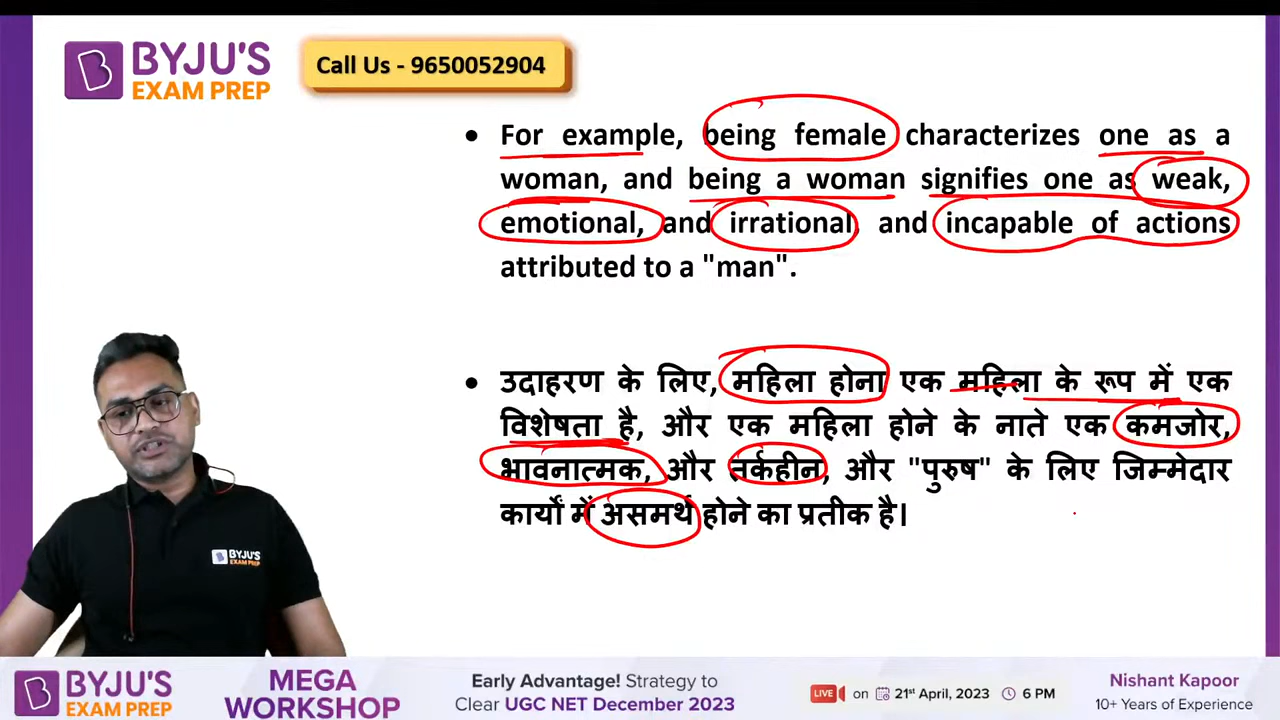 BYJU'S
EXAM PREP
Call Us - 9650052904
• For example, being female characterizes one as a
woman, and being a woman signifies one as weak,
emotional, and irrational, and incapable of actions
attributed to a "man".
• उदाहरण के लिए, महिला होना एक महिला के रूप में एक
विशेषता है, और एक महिला होने के नाते एक कमजोर,
भावनात्मक, और तर्कहीन, और "पुरुष" के लिए जिम्मेदार
कार्यों में असमर्थ होने का प्रतीक है।
BYJU'S
EXAM PREP
BYJU'S
EXAM PREP
MEGA
WORKSHOP
Early Advantage! Strategy to
Clear UGC NET December 2023
LIVE on 21st April, 2023 6 PM
Nishant Kapoor
10+ Years of Experience